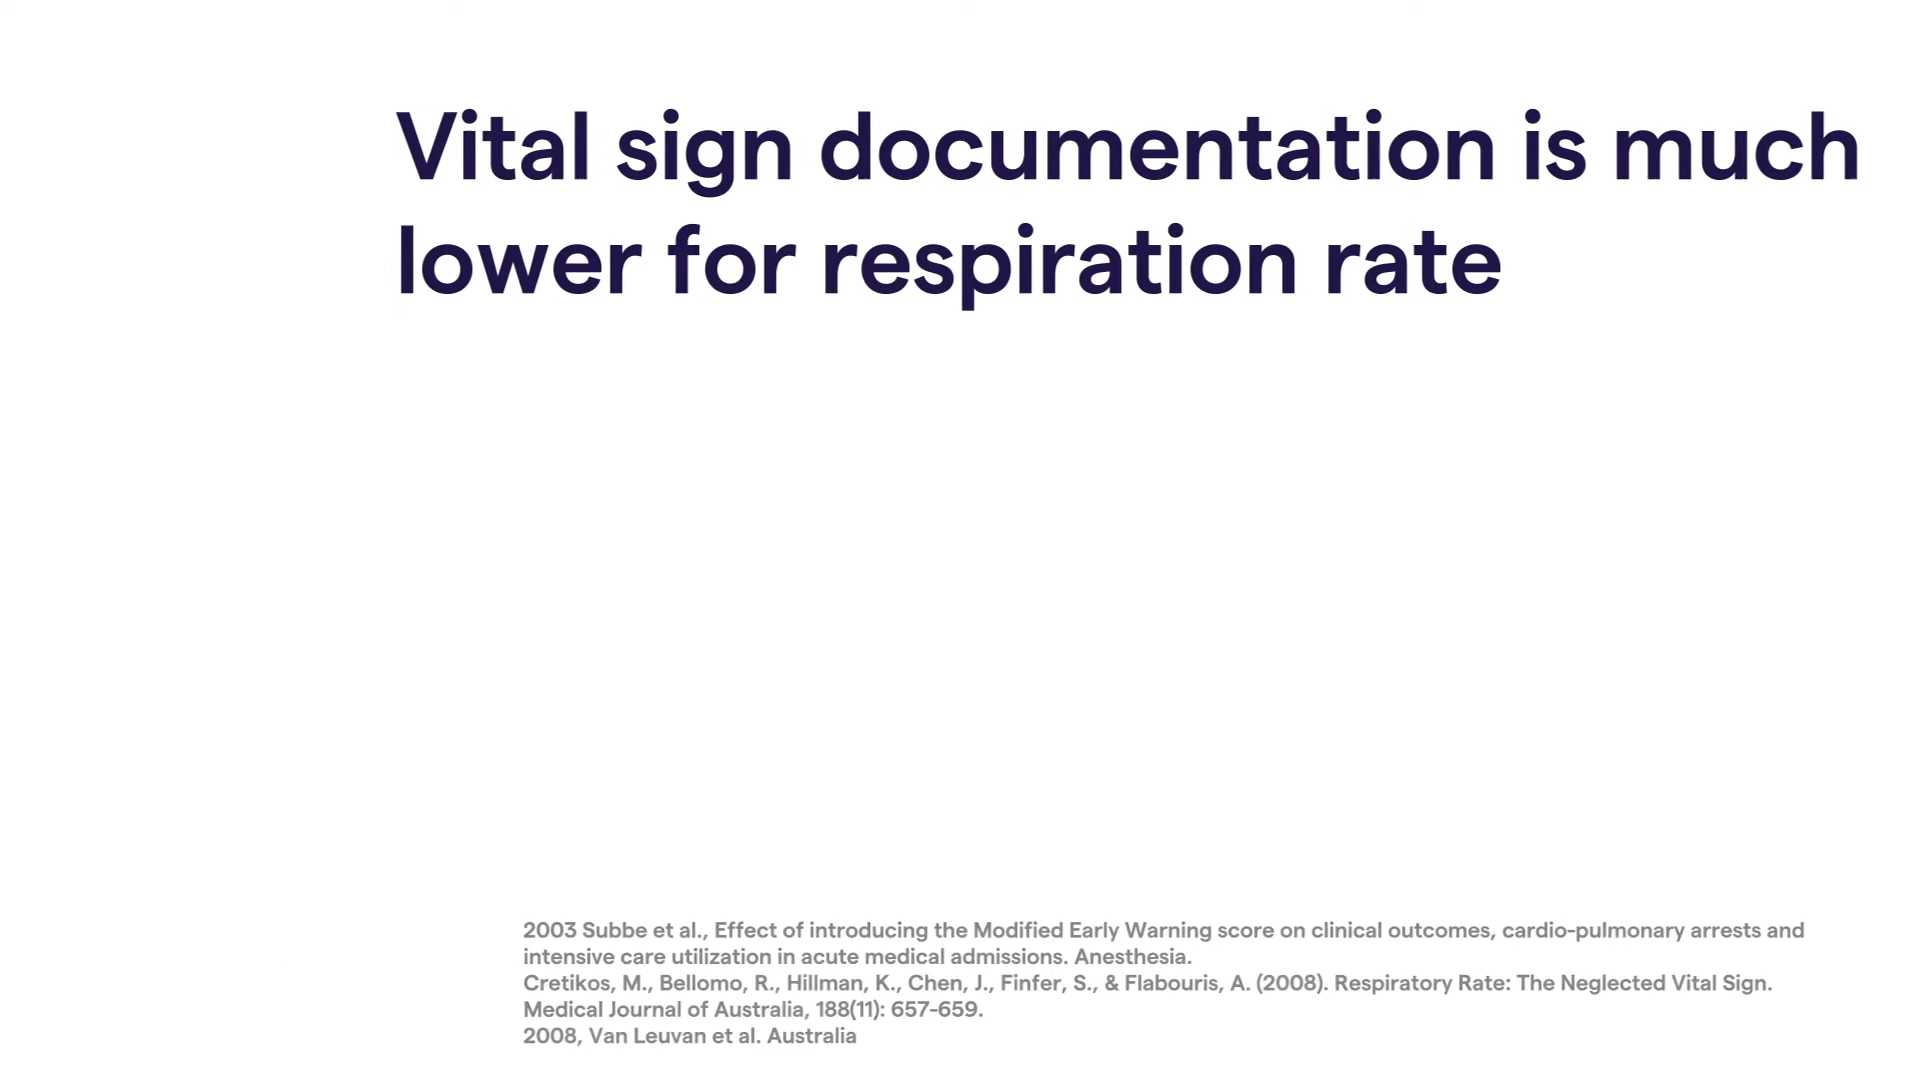 Vital sign documentation is much
lower for respiration rate
2003 Subbe et al., Effect of introducing the Modified Early Warning score on clinical outcomes, cardio-pulmonary arrests and
intensive care utilization in acute medical admissions. Anesthesia.
Cretikos, M., Bellomo, R., Hillman, K., Chen, J., Finfer, S., & Flabouris, A. (2008). Respiratory Rate: The Neglected Vital Sign.
Medical Journal of Australia, 188(11): 657-659.
2008, Van Leuvan et al. Australia